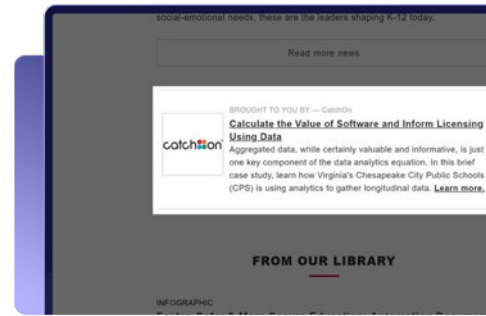 social-emotional needs, these are the leaders shaping K-12 today.
Read more news
BROUGHT TO YOU BY — CatchOn
catchon
Calculate the Value of Software and Inform Licensing
Using Data
Aggregated data, while certainly valuable and informative, is just
one key component of the data analytics equation. In this brief
case study, learn how Virginia's Chesapeake City Public Schools
(CPS) is using analytics to gather longitudinal data. Learn more.
FROM OUR LIBRARY
INFOGRAPHIC